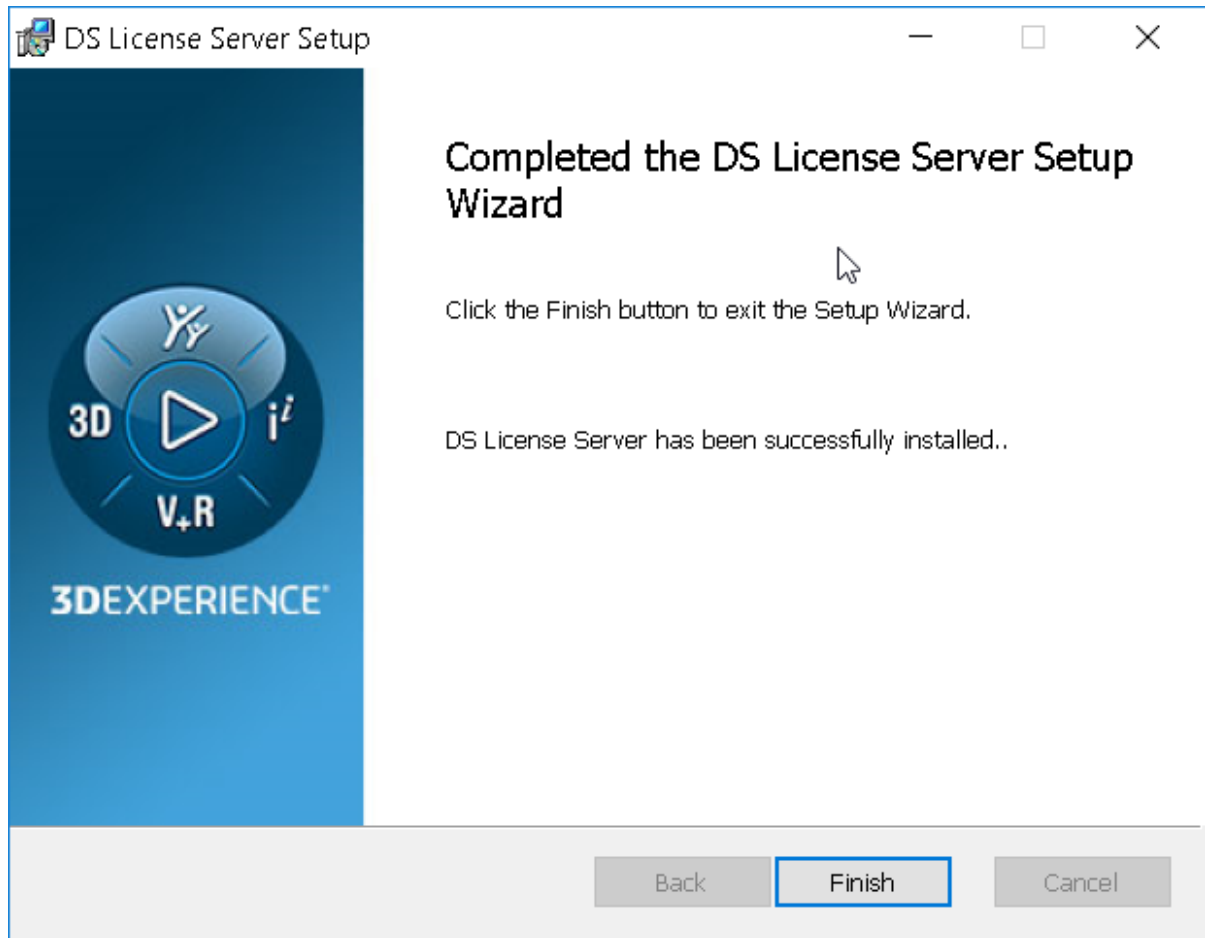 DS License Server Setup
Completed the DS License Server Setup
Wizard
Click the Finish button to exit the Setup Wizard.
3D
i i
V+R
DS License Server has been successfully installed..
3DEXPERIENCE®
Back
Finish
Cancel